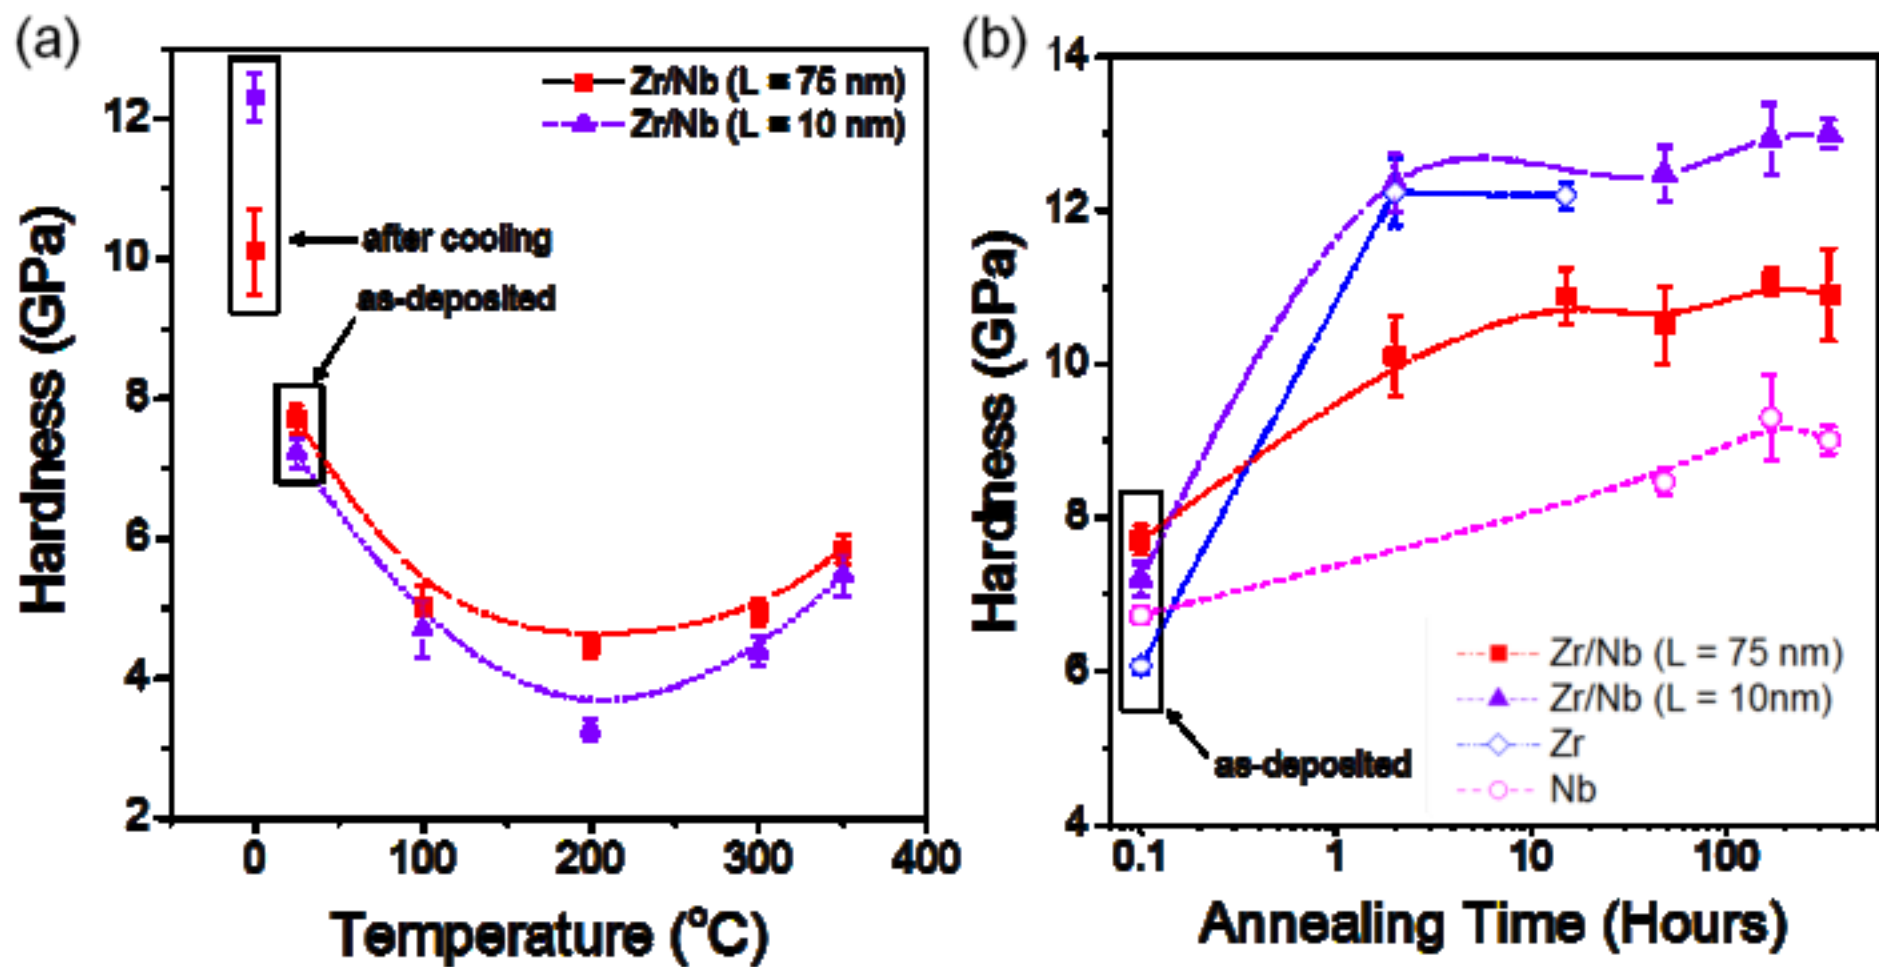 (a)
Zr/Nb (L = 75 nm)
Zr/Nb (L = 10 nm)
after cooling
as-deposited
12
10
8
6
4
2
0
100
200
300
400
Hardness (GPa)
Temperature (°C)
(b)
14
12
10
8
6
4
0.1
1
10
100
Hardness (GPa)
Zr/Nb (L = 75 nm)
Zr/Nb (L = 10nm)
Zr
Nb
as-deposited
Annealing Time (Hours)